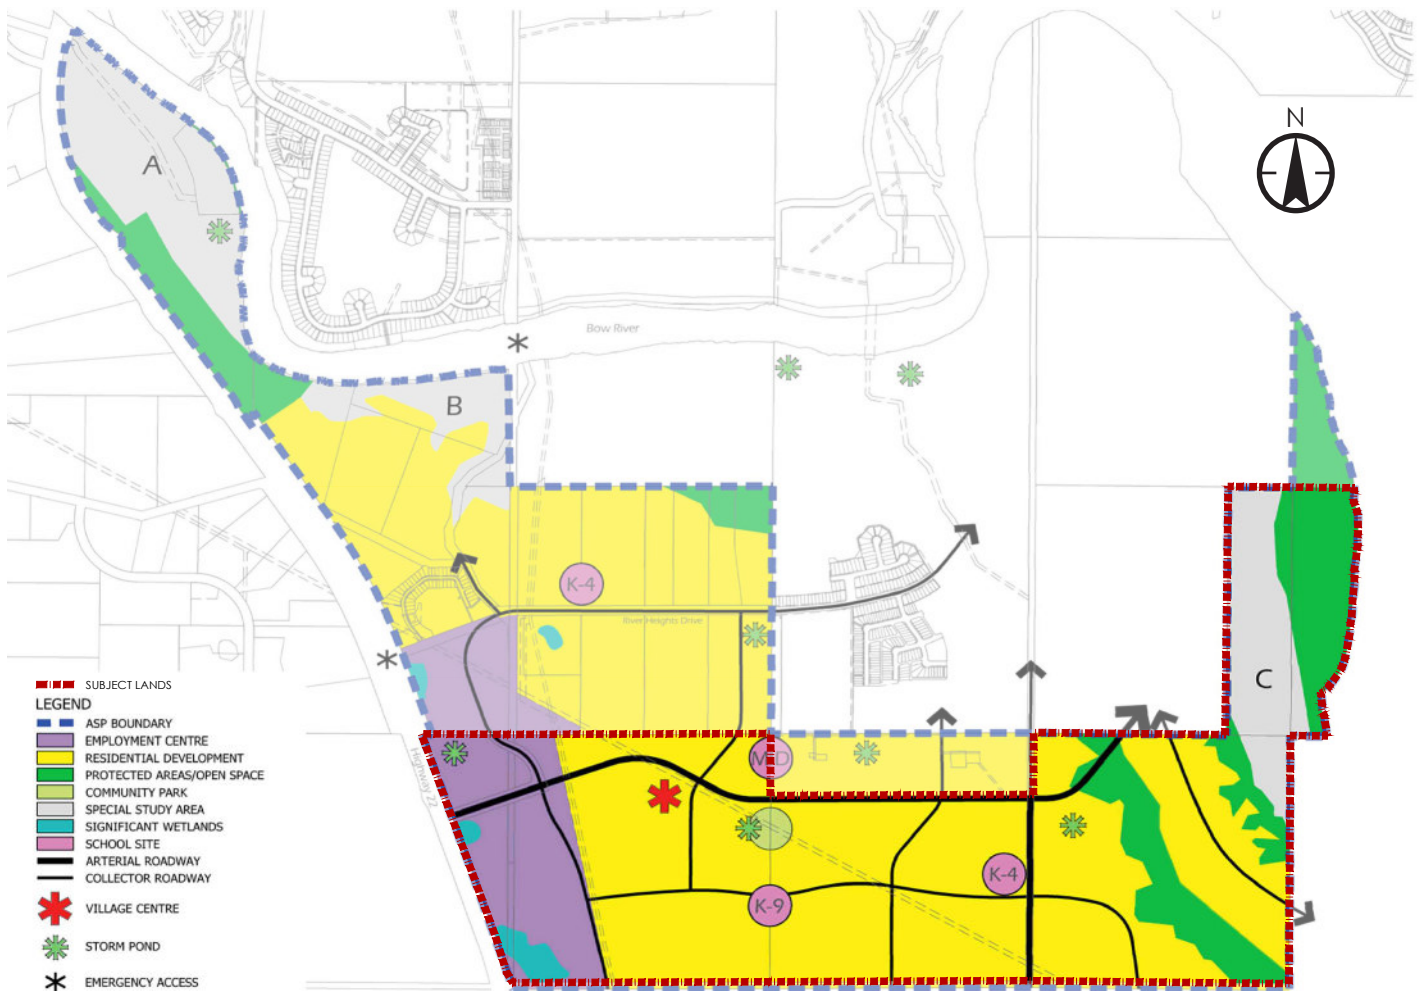 N
A
Bow River
B
K-4
River Heights Drive
C
SUBJECT LANDS
LEGEND
ASP BOUNDARY
EMPLOYMENT CENTRE
RESIDENTIAL DEVELOPMENT
PROTECTED AREAS/OPEN SPACE
COMMUNITY PARK
SPECIAL STUDY AREA
SIGNIFICANT WETLANDS
SCHOOL SITE
ARTERIAL ROADWAY
COLLECTOR ROADWAY
VILLAGE CENTRE
STORM POND
EMERGENCY ACCESS
Highway 22
MID
K-4
K-9